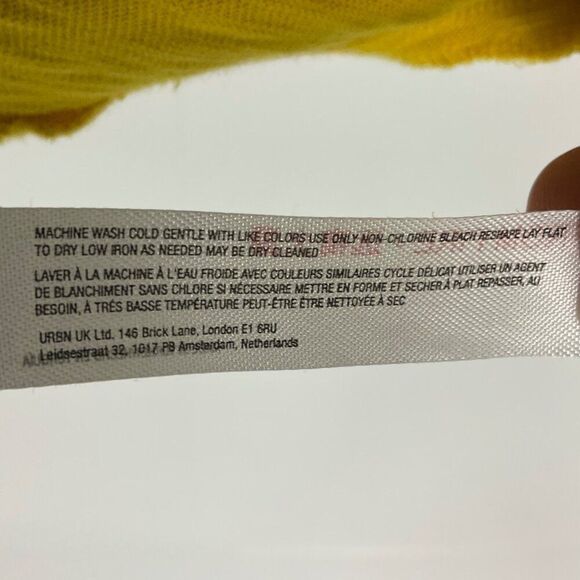 MACHINE WASH COLD GENTLE WITH LIKE COLORS USE ONLY NON-CHLORINE BLEACH RESHAPE LAY FLAT
TO DRY LOW IRON AS NEEDED MAY BE DRY CLEANED
LAVER À LA MACHINE À L'EAU FROIDE AVEC COULEURS SIMILAIRES CYCLE DÉLICAT UTILISER UN AGENT
DE BLANCHIMENT SANS CHLORE SI NÉCESSAIRE METTRE EN FORME ET SECHER À PLAT REPASSER, AU
BESOIN, À TRÉS BASSE TEMPÉRATURE PEUT-ÊTRE ÊTRE NETTOYÉE À SEC
URBN UK Ltd. 146 Brick Lane, London E1 6RU
Leidsestraat 32, 1017 PB Amsterdam, Netherlands